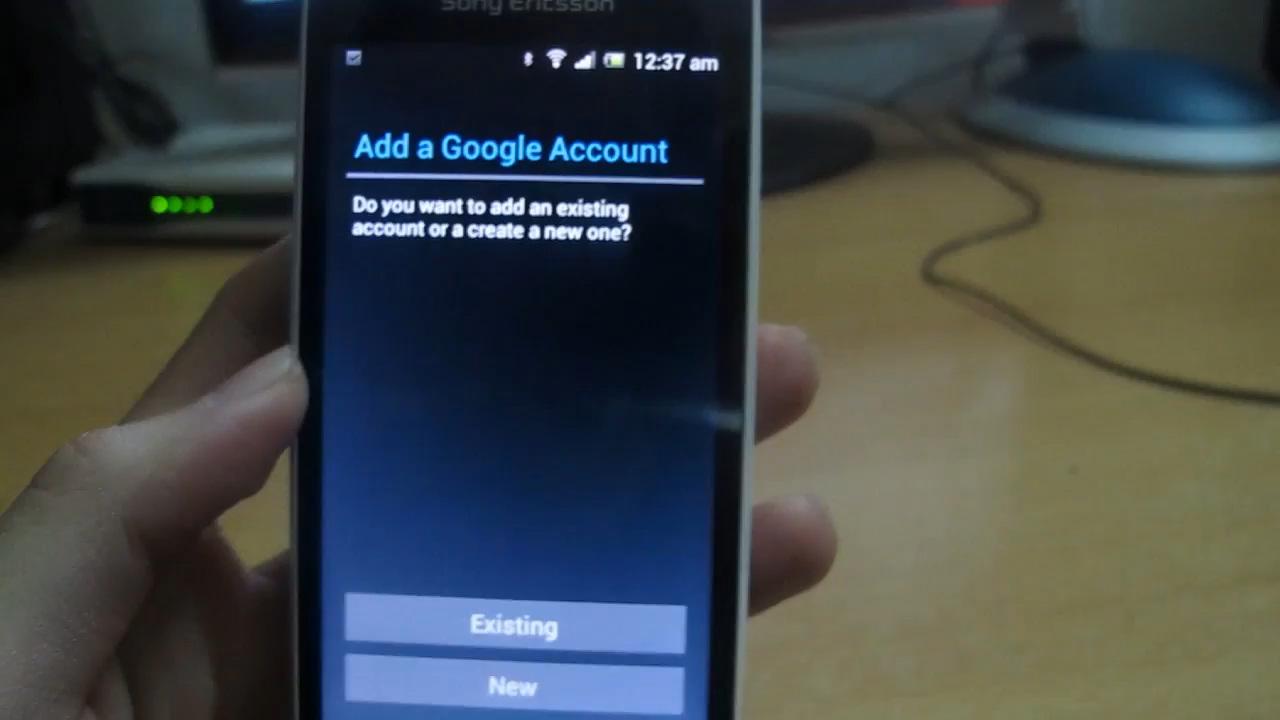 Sony Ericsson
12:37 am
Add a Google Account
Do you want to add an existing
account or a create a new one?
Existing
New